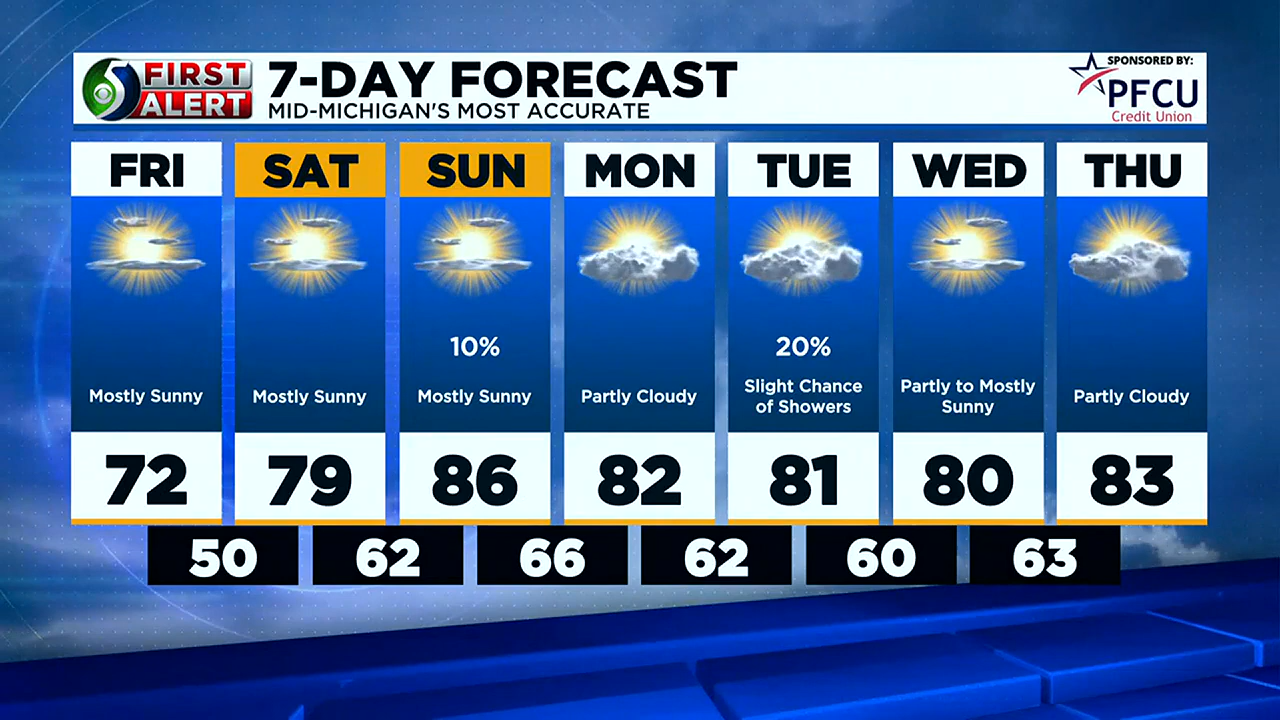 5 FIRST ALERT
7-DAY FORECAST
MID-MICHIGAN'S MOST ACCURATE
SPONSORED BY:
PFCU
Credit Union
FRI SAT SUN MON TUE WED THU
10% 20%
Mostly Sunny
Mostly Sunny
Mostly Sunny
Partly Cloudy
Slight Chance
of Showers
Partly to Mostly
Sunny
Partly Cloudy
72 79 86 82 81 80 83
50 62 66 62 60 63